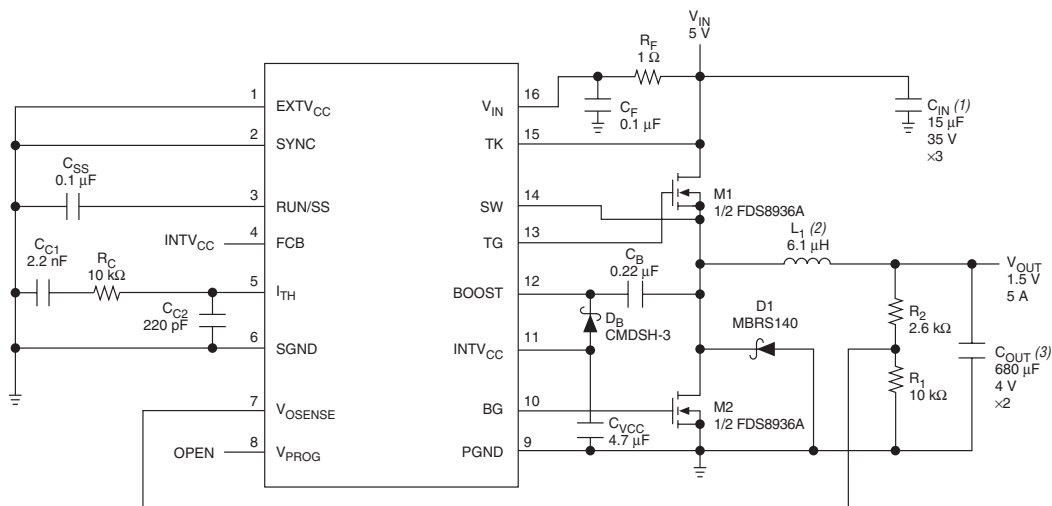 V_IN
5 V
R_F
1 Ω
C_F
0.1 μF
C_IN (1)
15 μF
35 V
×3
1
EXTV_CC
2
SYNC
C_SS
0.1 μF
3
RUN/SS
INTV_CC
4
FCB
C_C1
2.2 nF
R_C
10 kΩ
5
I_TH
C_C2
220 pF
6
SGND
7
V_OSENSE
OPEN
8
V_PROG
V_IN
16
TK
15
SW
14
TG
13
BOOST
12
INTV_CC
11
BG
10
PGND
9
M1
1/2 FDS8936A
C_B
0.22 μF
D_B
CMDSH-3
L_1 (2)
6.1 μH
V_OUT
1.5 V
5 A
D1
MBRS140
R_2
2.6 kΩ
R_1
10 kΩ
C_OUT (3)
680 μF
4 V
×2
M2
1/2 FDS8936A
C_VCC
4.7 μF